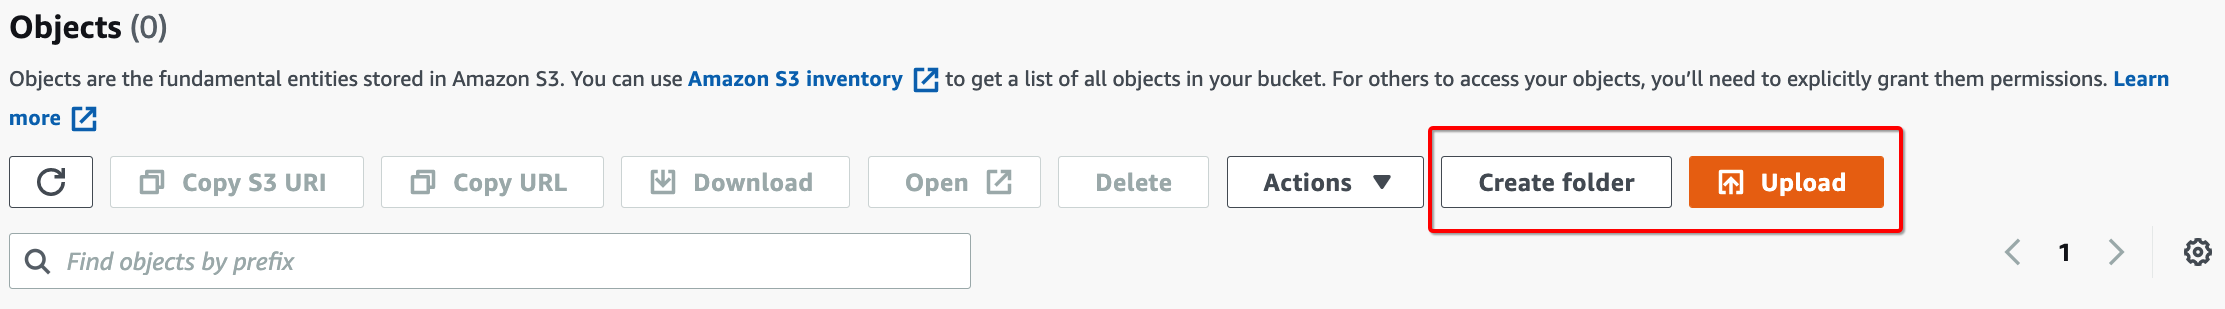 Objects (0)
Objects are the fundamental entities stored in Amazon S3. You can use Amazon S3 inventory to get a list of all objects in your bucket. For others to access your objects, you’ll need to explicitly grant them permissions. Learn
more
Copy S3 URI Copy URL Download Open Delete Actions Create folder Upload
Find objects by prefix 1